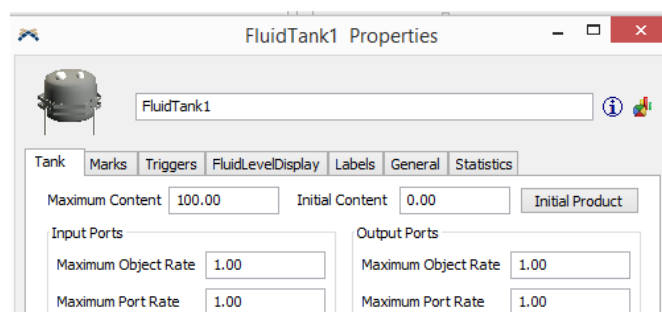 FluidTank1 Properties
FluidTank1
Tank Marks Triggers FluidLevelDisplay Labels General Statistics
Maximum Content 100.00 Initial Content 0.00 Initial Product
Input Ports Output Ports
Maximum Object Rate 1.00 Maximum Object Rate 1.00
Maximum Port Rate 1.00 Maximum Port Rate 1.00